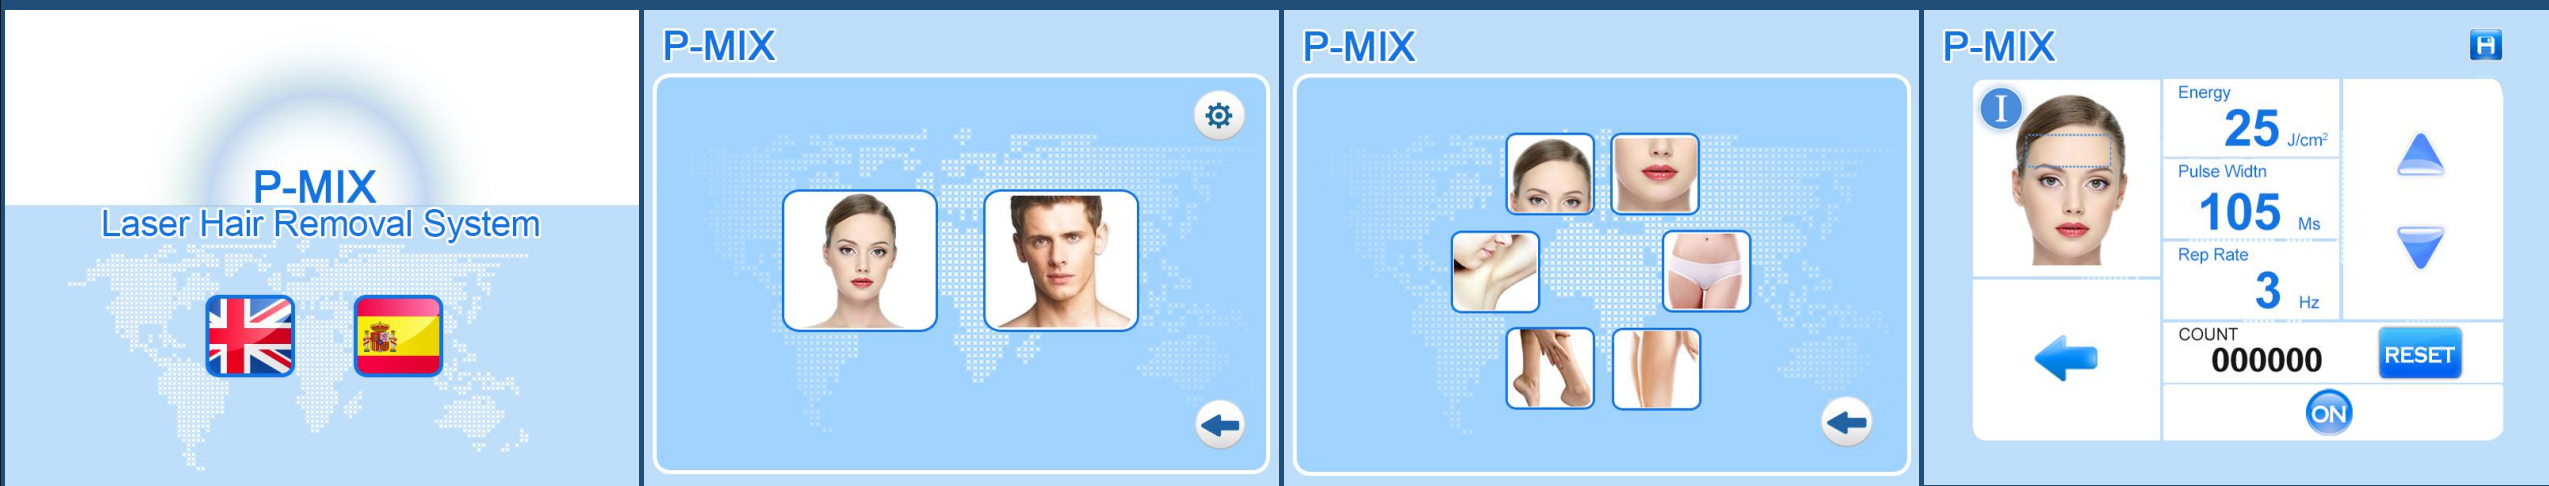 P-MIX
Laser Hair Removal System
P-MIX
P-MIX
P-MIX
I
Energy
25 J/cm²
Pulse Widtn
105 Ms
Rep Rate
3 Hz
COUNT
000000
RESET
ON